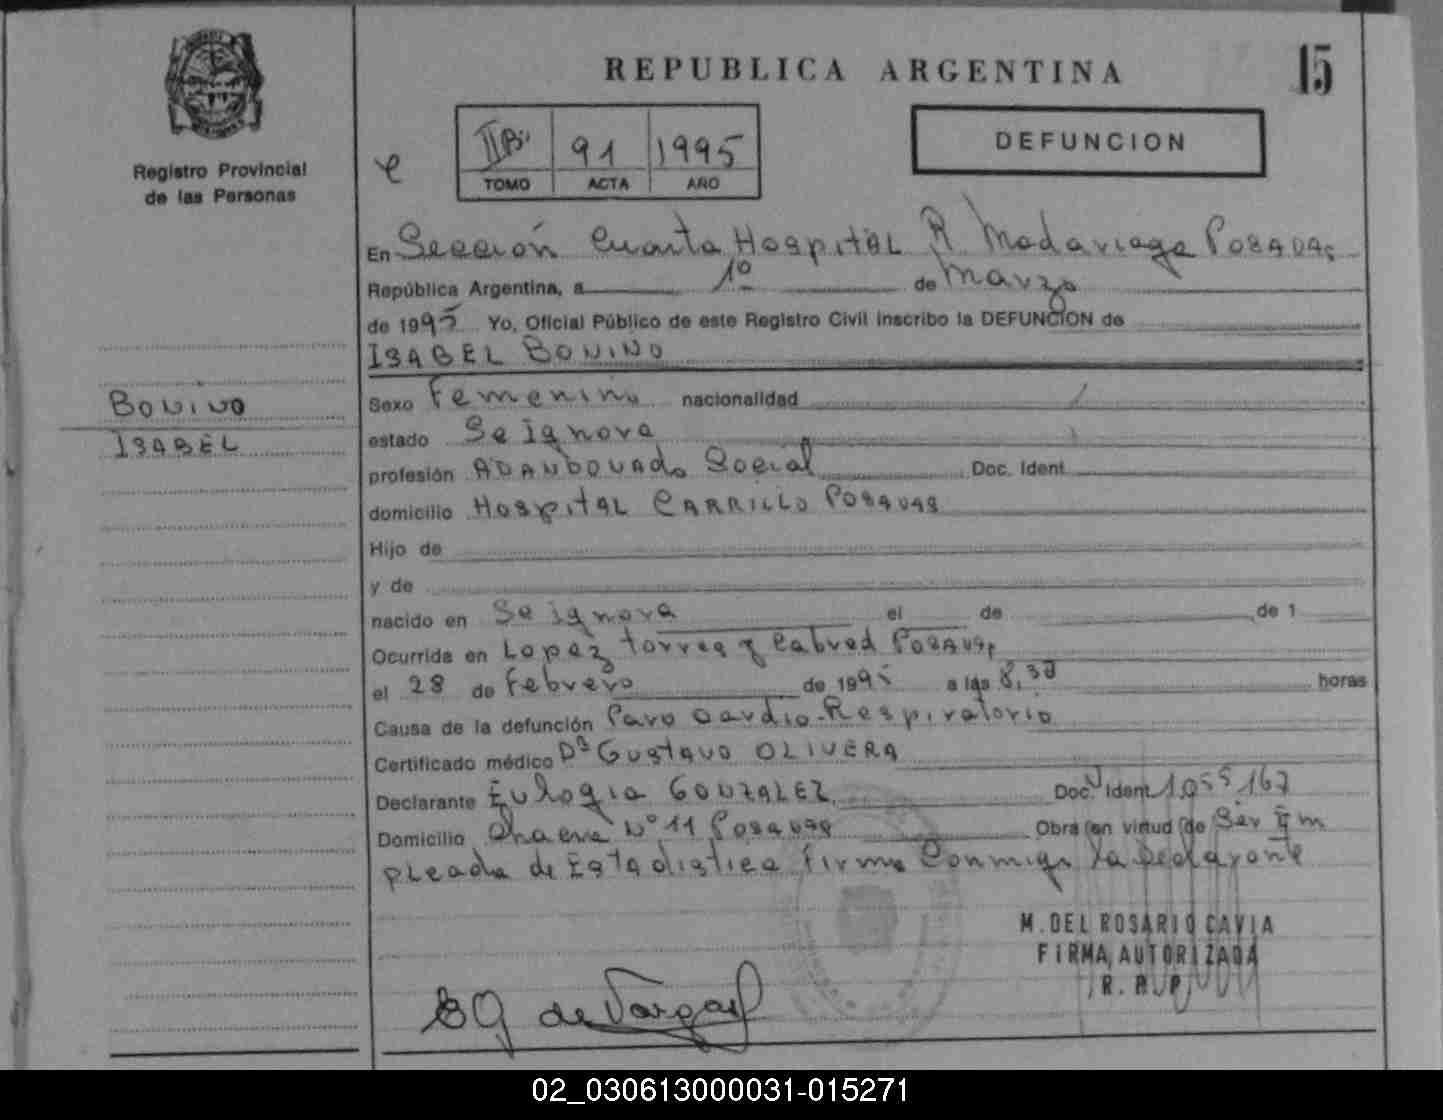 REPUBLICA ARGENTINA
15
Registro Provincial
de las Personas
91 1995
TOMO ACTA AÑO
DEFUNCION
En Sección Cuarta Hospital R Madariaga Posadas
República Argentina, a 1º de Marzo
de 1995 Yo, Oficial Público de este Registro Civil inscribo la DEFUNCION de
ISABEL BONINO
BONINO
ISABEL
Sexo Femenino nacionalidad
estado Se ignora
profesión Abandonado Social Doc. Ident.
domicilio Hospital CARRILLO Posadas
Hijo de
y de
nacido en Se ignora el de de 1
Ocurrida en Lopez torres y Cabred Posadas
el 28 de Febrero de 1995 a las 8,30 horas
Causa de la defunción Paro Cardio-Respiratorio
Certificado médico Dr Gustavo OLIVERA
Declarante Eulogia GONZALEZ Doc. Ident 1.055 167
Domicilio Chacra Nº 11 Posadas Obra en virtud de Ser Em
pleada de Estadistica Firma Conmigo la declarante
M. DEL ROSARIO CAVIA
FIRMA AUTORIZADA
R. P. P.
EG de Vargas
02_030613000031-015271